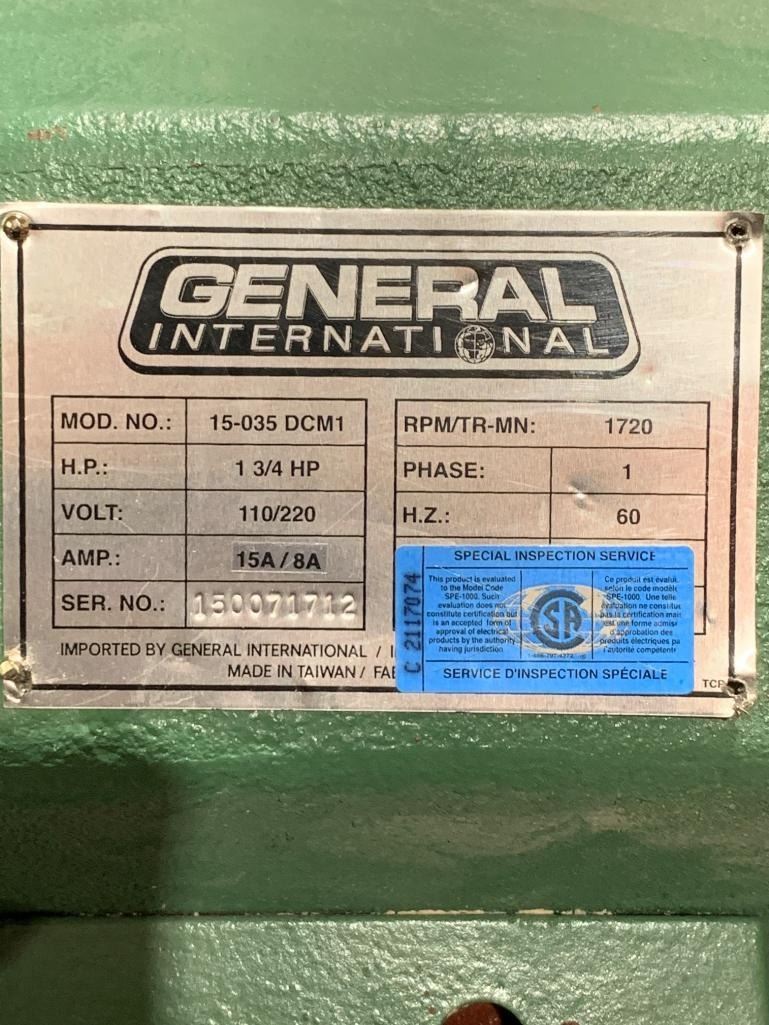 GENERAL
INTERNATIONAL
MOD. NO.: 15-035 DCM1
H.P.: 1 3/4 HP
VOLT: 110/220
AMP.: 15A / 8A
SER. NO.: 150071712
RPM/TR-MN: 1720
PHASE: 1
H.Z.: 60
IMPORTED BY GENERAL INTERNATIONAL / I
MADE IN TAIWAN / FA
TCP
SPECIAL INSPECTION SERVICE
C 2117074
This product is evaluated
to the Model Code
SPE-1000. Such
evaluation does not
constitute certification but
is an accepted form of
approval of electrical
products by the authority
having jurisdiction
CSA
Ce produit est évalué
selon le code modèle
SPE-1000. Une telle
évaluation ne constitue
pas la certification mais
est une forme admise
d'approbation des
produits électriques pa
l'autorité compétente
SERVICE D'INSPECTION SPÉCIALE